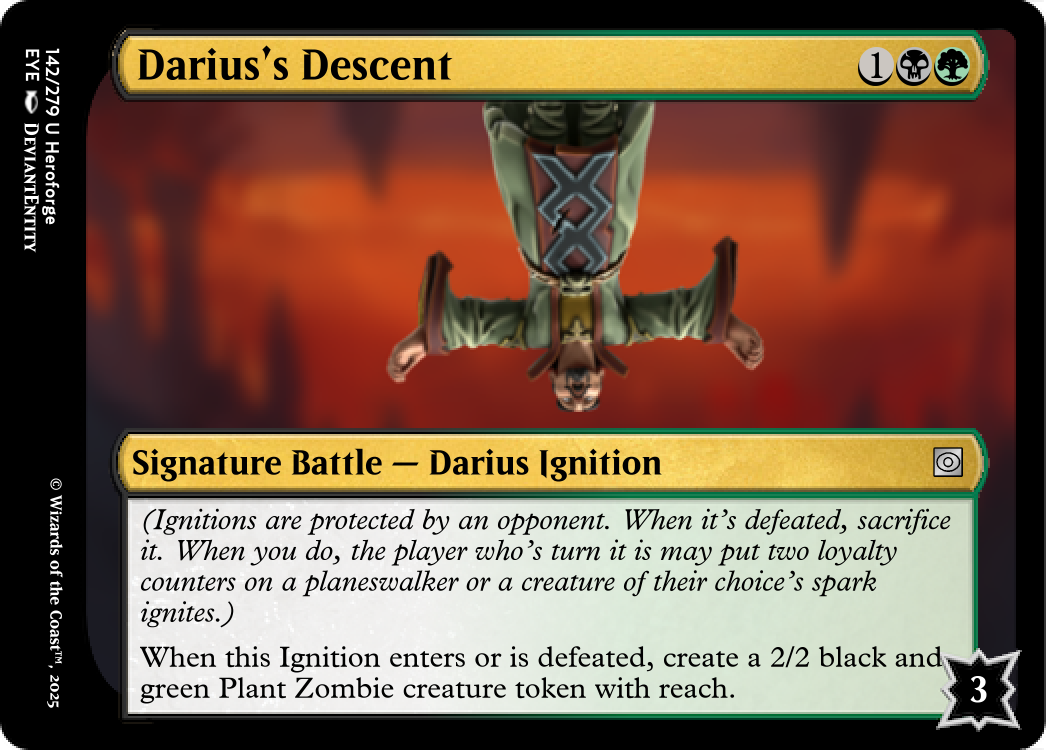 Darius's Descent
1
Signature Battle — Darius Ignition
(Ignitions are protected by an opponent. When it's defeated, sacrifice
it. When you do, the player who's turn it is may put two loyalty
counters on a planeswalker or a creature of their choice's spark
ignites.)
When this Ignition enters or is defeated, create a 2/2 black and
green Plant Zombie creature token with reach.
3
142/279 U Heroforge
EYE DEVIANTENTITY
© Wizards of the Coast™, 2025